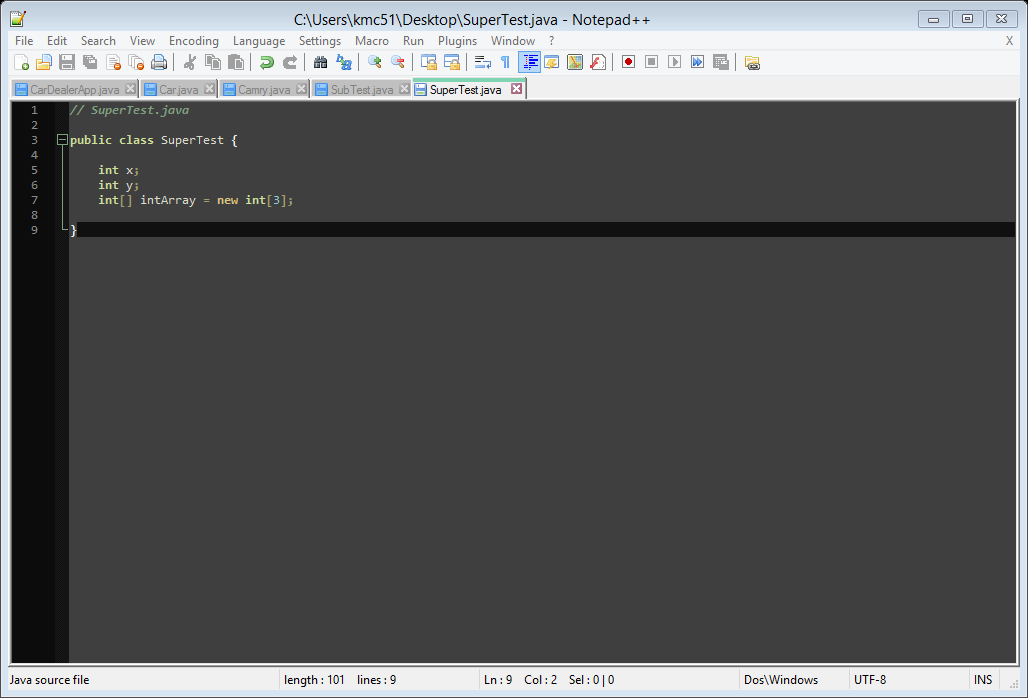 C:\Users\kmc51\Desktop\SuperTest.java - Notepad++
File Edit Search View Encoding Language Settings Macro Run Plugins Window ? X
CarDealerApp.java Car.java Camry.java SubTest.java SuperTest.java
1 // SuperTest.java
2
3 public class SuperTest {
4
5 int x;
6 int y;
7 int[] intArray = new int[3];
8
9 }
Java source file length : 101 lines : 9 Ln : 9 Col : 2 Sel : 0 | 0 Dos\Windows UTF-8 INS